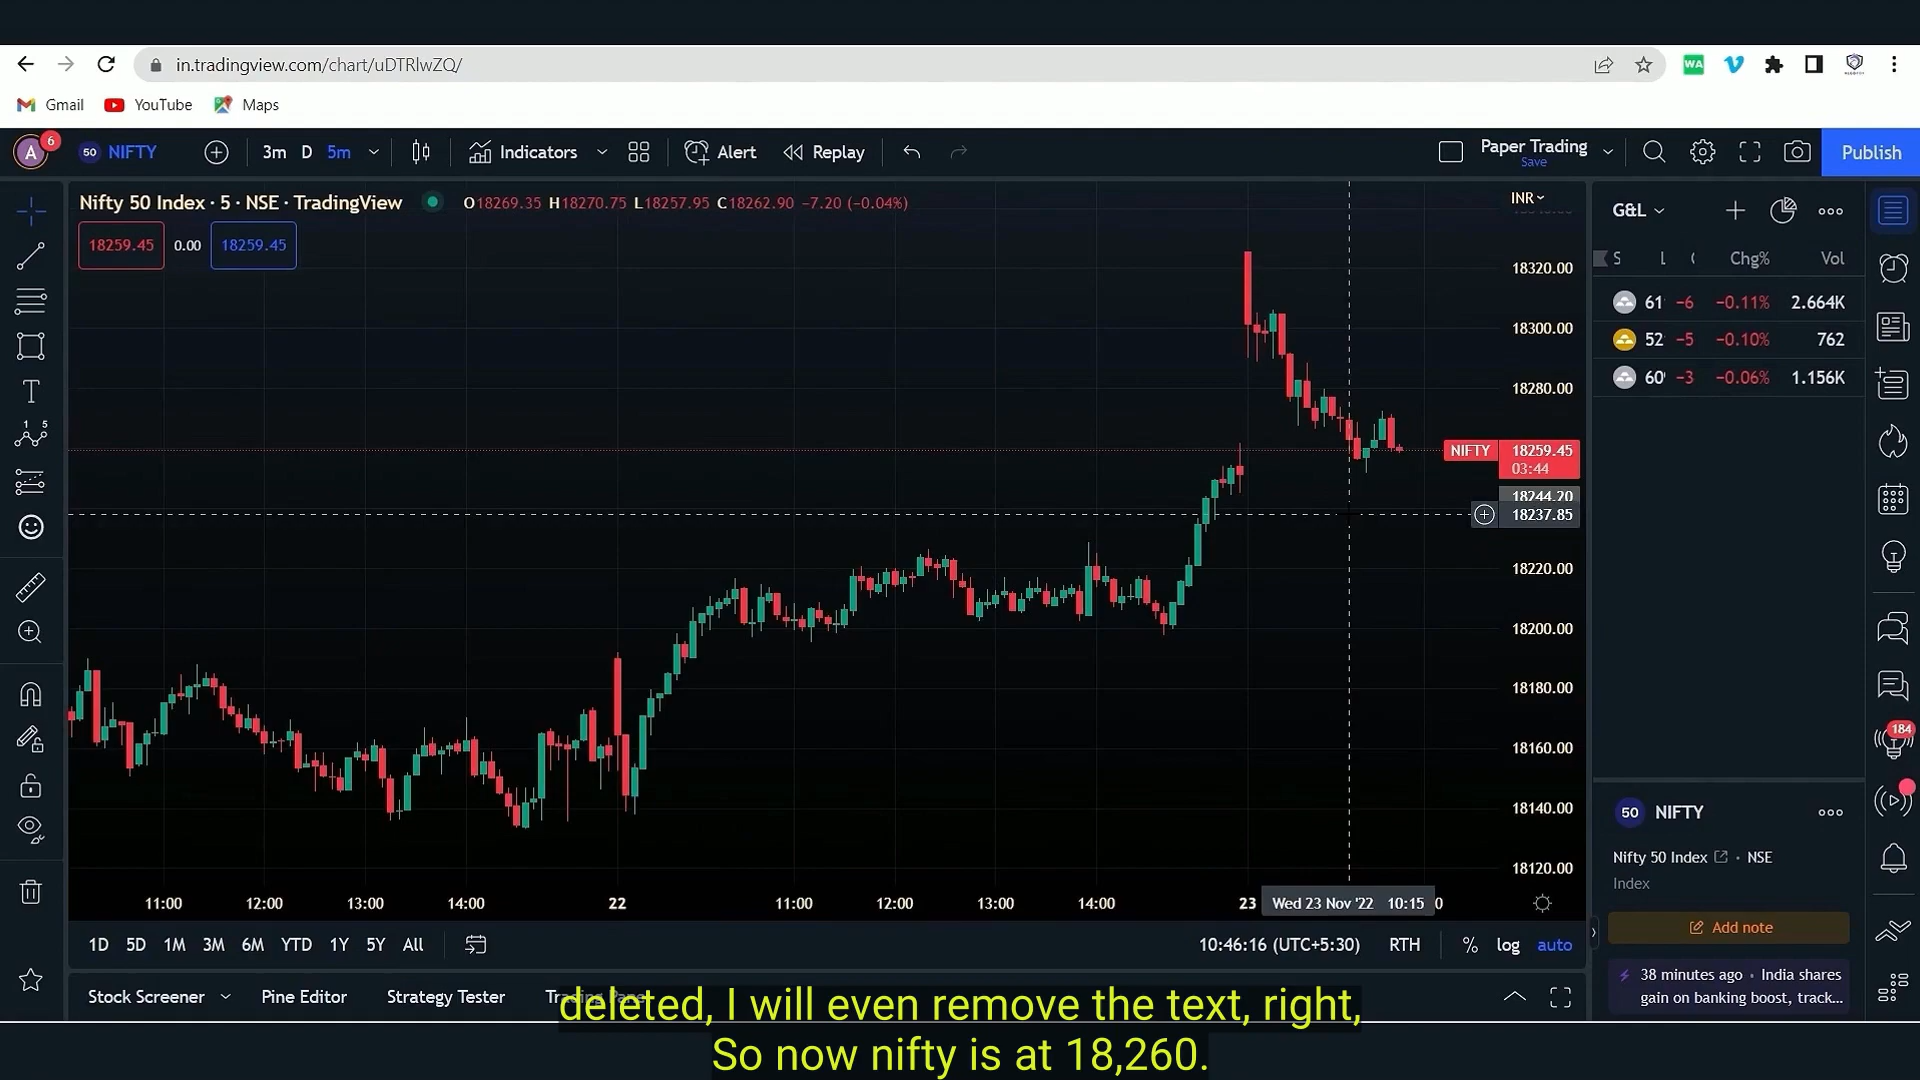 in.tradingview.com/chart/uDTRlwZQ/
WA
Gmail YouTube Maps
A 6 50 NIFTY 3m D 5m Indicators Alert Replay Paper Trading Save Publish
Nifty 50 Index · 5 · NSE · TradingView O18269.35 H18270.75 L18257.95 C18262.90 −7.20 (−0.04%)
18259.45 0.00 18259.45
INR
18320.00
18300.00
18280.00
NIFTY 18259.45
03:44
18244.20
18237.85
18220.00
18200.00
18180.00
18160.00
18140.00
18120.00
11:00 12:00 13:00 14:00 22 11:00 12:00 13:00 14:00 23 Wed 23 Nov '22 10:15
1D 5D 1M 3M 6M YTD 1Y 5Y All 10:46:16 (UTC+5:30) RTH % log auto
Stock Screener Pine Editor Strategy Tester
G&L
S L Chg% Vol
61 −6 −0.11% 2.664K
52 −5 −0.10% 762
60 −3 −0.06% 1.156K
184
50 NIFTY
Nifty 50 Index · NSE
Index
Add note
38 minutes ago · India shares
gain on banking boost, track...
deleted, I will even remove the text, right,
So now nifty is at 18,260.